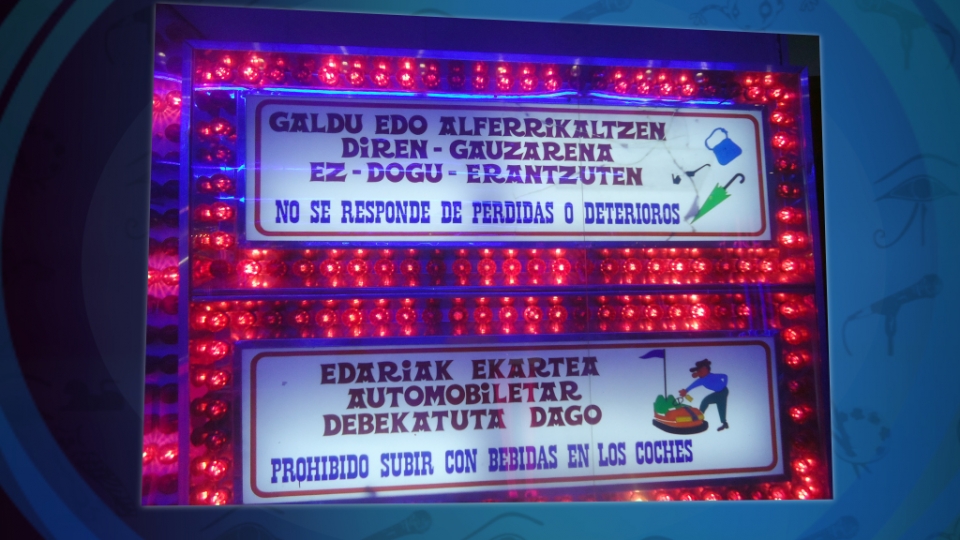 GALDU EDO ALFERRiKALTZEN
DiREN - GAUZARENA
EZ - DOGU - ERANTZUTEN
NO SE RESPONDE DE PERDIDAS O DETERIOROS
EDARiAK EKARTEA
AUTOMOBiLETAR
DEBEKATUTA DAGO
PROHIBIDO SUBIR CON BEBIDAS EN LOS COCHES